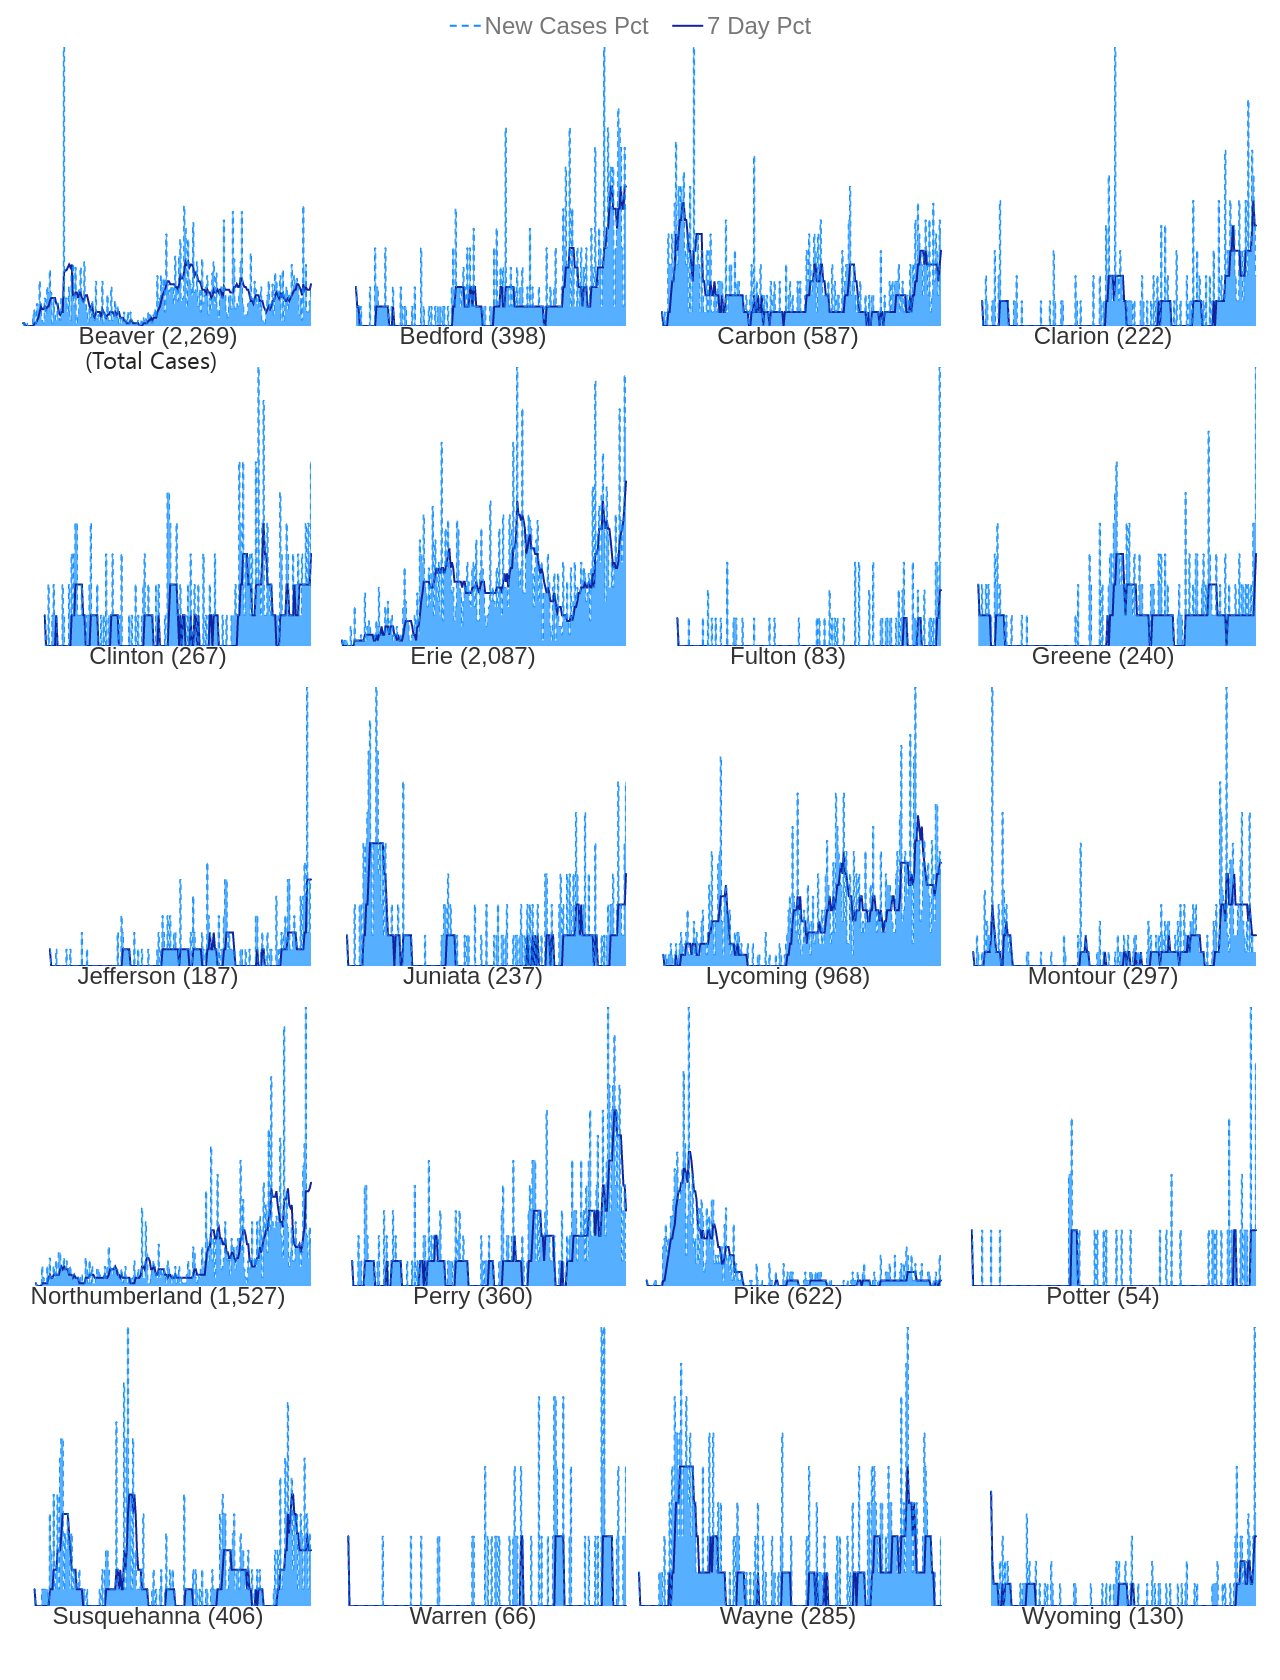 New Cases Pct 7 Day Pct
Beaver (2,269) Bedford (398) Carbon (587) Clarion (222)
(Total Cases)
Clinton (267) Erie (2,087) Fulton (83) Greene (240)
Jefferson (187) Juniata (237) Lycoming (968) Montour (297)
Northumberland (1,527) Perry (360) Pike (622) Potter (54)
Susquehanna (406) Warren (66) Wayne (285) Wyoming (130)